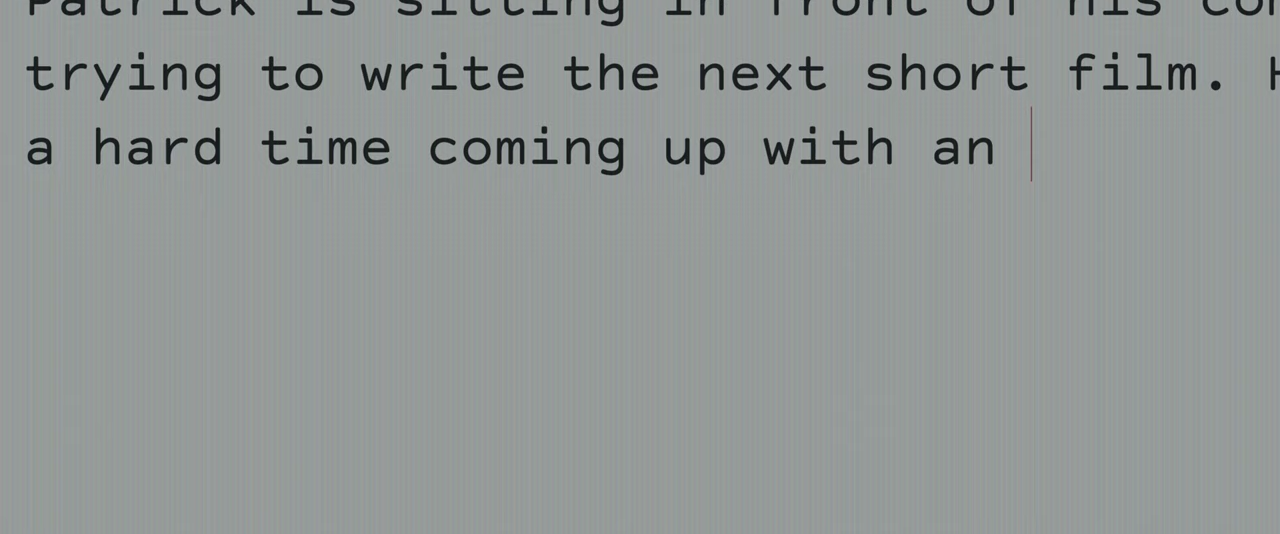 Patrick is sitting in front of his
trying to write the next short film.
a hard time coming up with an